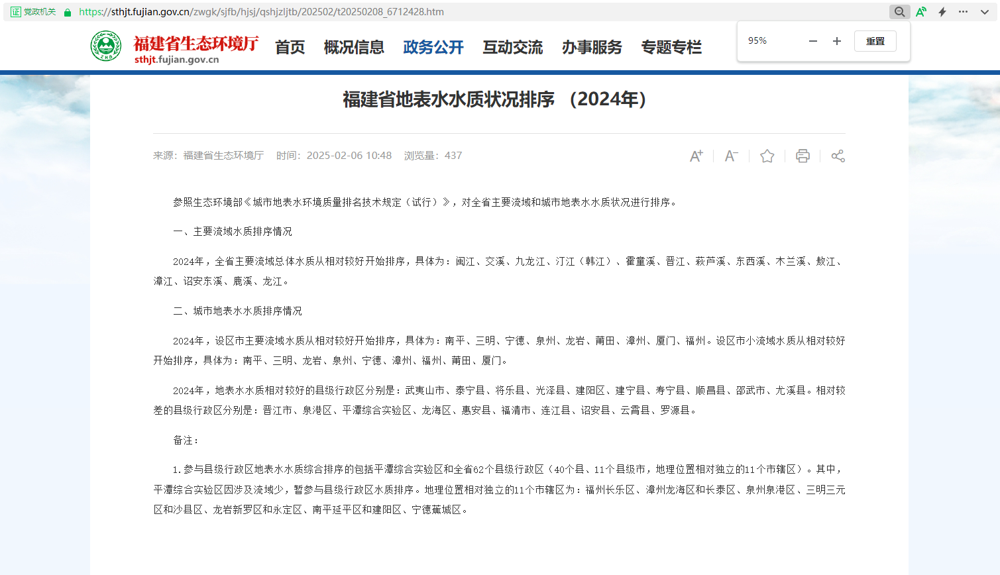 证 党政机关 https://sthjt.fujian.gov.cn/zwgk/sjfb/hjsj/qshjzljtb/202502/t20250208_6712428.htm
ZHB
福建省生态环境厅
sthjt.fujian.gov.cn
首页 概况信息 政务公开 互动交流 办事服务 专题专栏
95% 重置
福建省地表水水质状况排序 （2024年）
来源：福建省生态环境厅 时间：2025-02-06 10:48 浏览量：437
参照生态环境部《城市地表水环境质量排名技术规定（试行）》，对全省主要流域和城市地表水水质状况进行排序。
一、主要流域水质排序情况
2024年，全省主要流域总体水质从相对较好开始排序，具体为：闽江、交溪、九龙江、汀江（韩江）、霍童溪、晋江、萩芦溪、东西溪、木兰溪、敖江、
漳江、诏安东溪、鹿溪、龙江。
二、城市地表水水质排序情况
2024年，设区市主要流域水质从相对较好开始排序，具体为：南平、三明、宁德、泉州、龙岩、莆田、漳州、厦门、福州。设区市小流域水质从相对较好
开始排序，具体为：南平、三明、龙岩、泉州、宁德、漳州、福州、莆田、厦门。
2024年，地表水水质相对较好的县级行政区分别是：武夷山市、泰宁县、将乐县、光泽县、建阳区、建宁县、寿宁县、顺昌县、邵武市、尤溪县。相对较
差的县级行政区分别是：晋江市、泉港区、平潭综合实验区、龙海区、惠安县、福清市、连江县、诏安县、云霄县、罗源县。
备注：
1.参与县级行政区地表水水质综合排序的包括平潭综合实验区和全省62个县级行政区（40个县、11个县级市，地理位置相对独立的11个市辖区）。其中，
平潭综合实验区因涉及流域少，暂参与县级行政区水质排序。地理位置相对独立的11个市辖区为：福州长乐区、漳州龙海区和长泰区、泉州泉港区、三明三元
区和沙县区、龙岩新罗区和永定区、南平延平区和建阳区、宁德蕉城区。